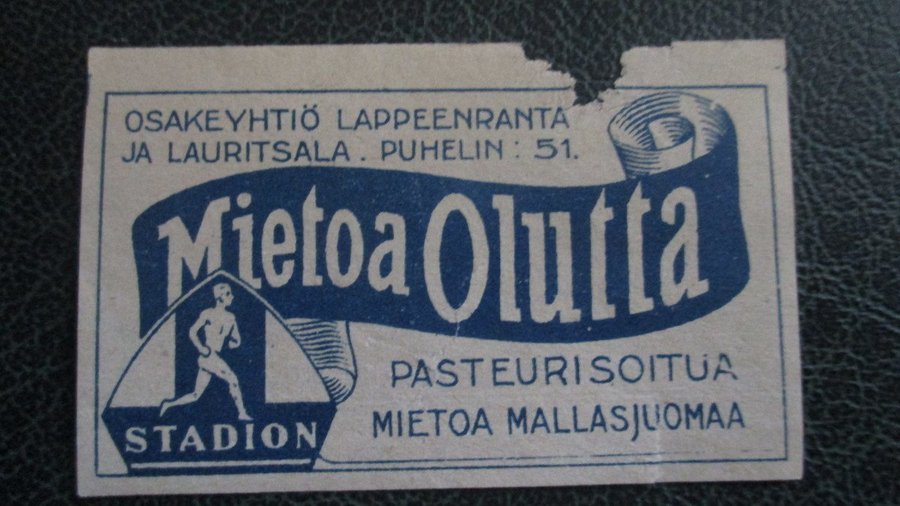 OSAKEYHTIÖ LAPPEENRANTA
JA LAURITSALA. PUHELIN: 51.
Mietoa Olutta
PASTEURISOITUA
MIETOA MALLASJUOMAA
STADION